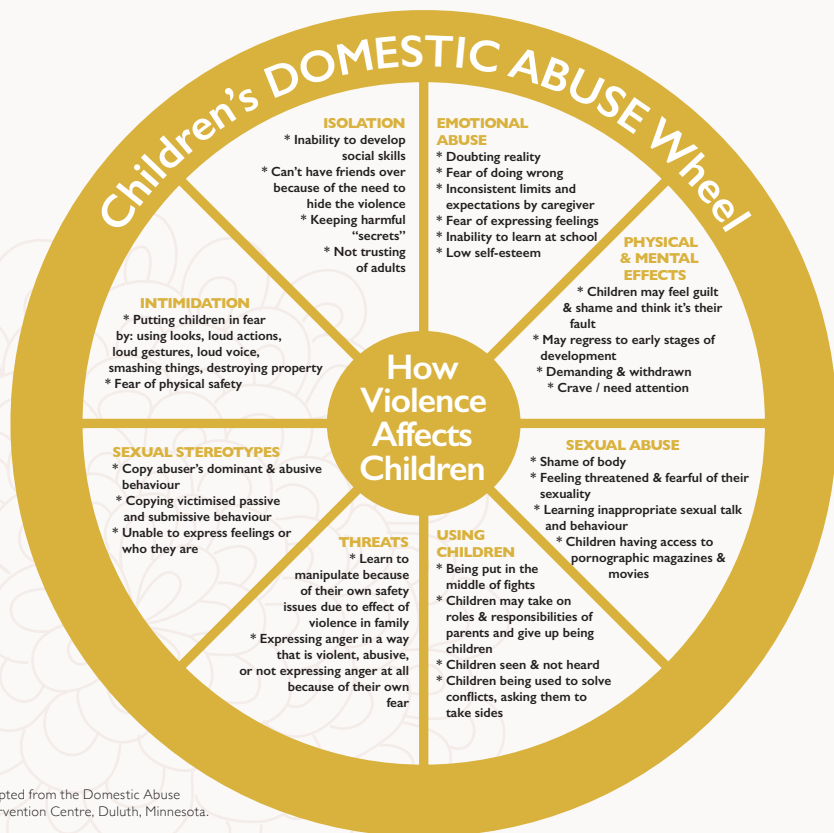 Children's DOMESTIC ABUSE Wheel
ISOLATION
* Inability to develop
social skills
* Can't have friends over
because of the need to
hide the violence
* Keeping harmful
“secrets”
* Not trusting
of adults
EMOTIONAL
ABUSE
* Doubting reality
* Fear of doing wrong
* Inconsistent limits and
expectations by caregiver
* Fear of expressing feelings
* Inability to learn at school
* Low self-esteem
PHYSICAL
& MENTAL
EFFECTS
* Children may feel guilt
& shame and think it's their
fault
* May regress to early stages of
development
* Demanding & withdrawn
* Crave / need attention
SEXUAL ABUSE
* Shame of body
* Feeling threatened & fearful of their
sexuality
* Learning inappropriate sexual talk
and behaviour
* Children having access to
pornographic magazines &
movies
USING
CHILDREN
* Being put in the
middle of fights
* Children may take on
roles & responsibilities of
parents and give up being
children
* Children seen & not heard
* Children being used to solve
conflicts, asking them to
take sides
THREATS
* Learn to
manipulate because
of their own safety
issues due to effect of
violence in family
* Expressing anger in a way
that is violent, abusive,
or not expressing anger at all
because of their own
fear
SEXUAL STEREOTYPES
* Copy abuser's dominant & abusive
behaviour
* Copying victimised passive
and submissive behaviour
* Unable to express feelings or
who they are
INTIMIDATION
* Putting children in fear
by: using looks, loud actions,
loud gestures, loud voice,
smashing things, destroying property
* Fear of physical safety
How
Violence
Affects
Children
pted from the Domestic Abuse
rvention Centre, Duluth, Minnesota.